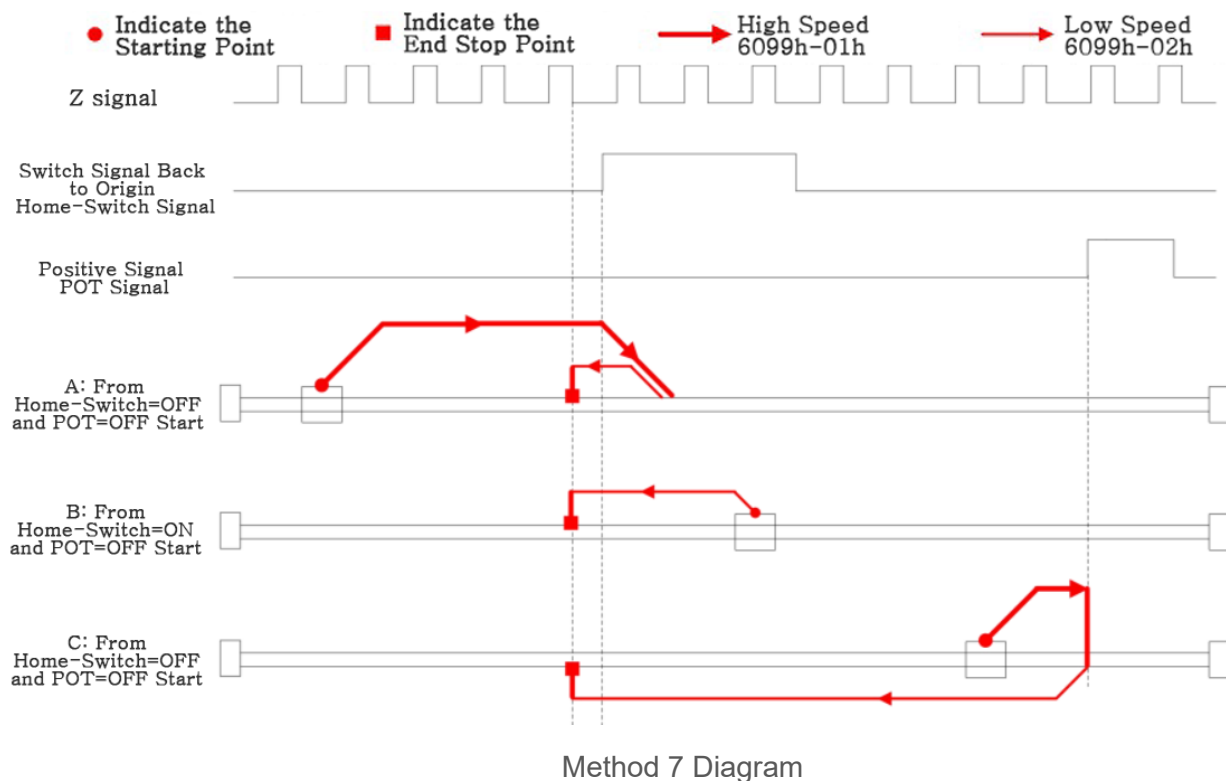 Indicate the
Starting Point
Indicate the
End Stop Point
High Speed
6099h-01h
Low Speed
6099h-02h
Z signal
Switch Signal Back
to Origin
Home-Switch Signal
Positive Signal
POT Signal
A: From
Home-Switch=OFF
and POT=OFF Start
B: From
Home-Switch=ON
and POT=OFF Start
C: From
Home-Switch=OFF
and POT=OFF Start
Method 7 Diagram